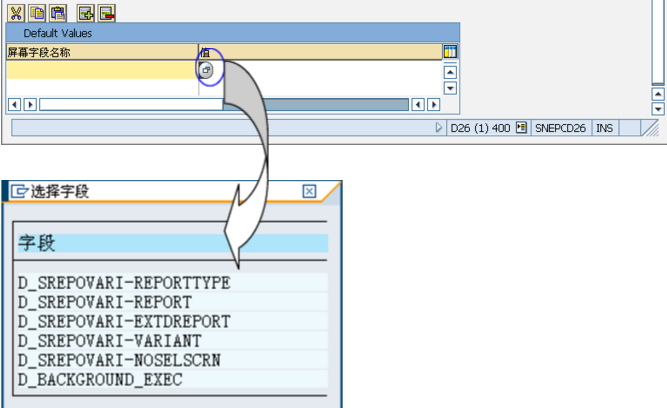 Default Values
屏幕字段名称 值
D26 (1) 400 SNEPCD26 INS
选择字段
字段
D_SREPOVARI-REPORTTYPE
D_SREPOVARI-REPORT
D_SREPOVARI-EXTDREPORT
D_SREPOVARI-VARIANT
D_SREPOVARI-NOSELSCRN
D_BACKGROUND_EXEC